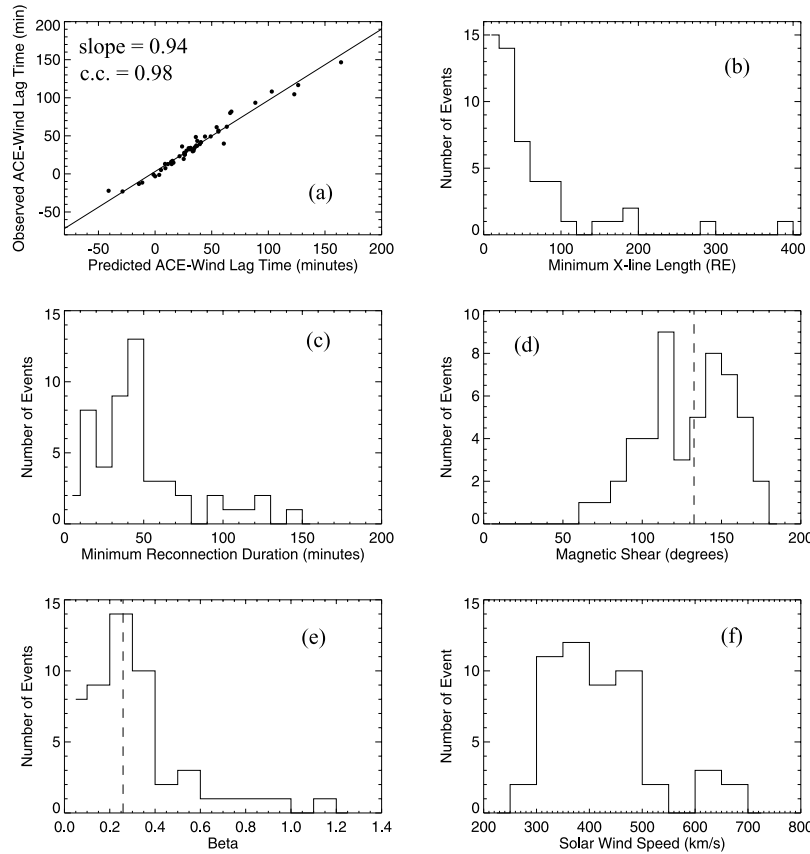 200
150
100
50
0
-50
Observed ACE-Wind Lag Time (min)
slope = 0.94
c.c. = 0.98
(a)
-50 0 50 100 150 200
Predicted ACE-Wind Lag Time (minutes)
15
10
5
0
Number of Events
(b)
0 100 200 300 400
Minimum X-line Length (RE)
15
10
5
0
Number of Events
(c)
0 50 100 150 200
Minimum Reconnection Duration (minutes)
10
8
6
4
2
0
Number of Events
(d)
0 50 100 150 200
Magnetic Shear (degrees)
15
10
5
0
Number of Events
(e)
0.0 0.2 0.4 0.6 0.8 1.0 1.2 1.4
Beta
15
10
5
0
Number of Event
(f)
200 300 400 500 600 700 800
Solar Wind Speed (km/s)